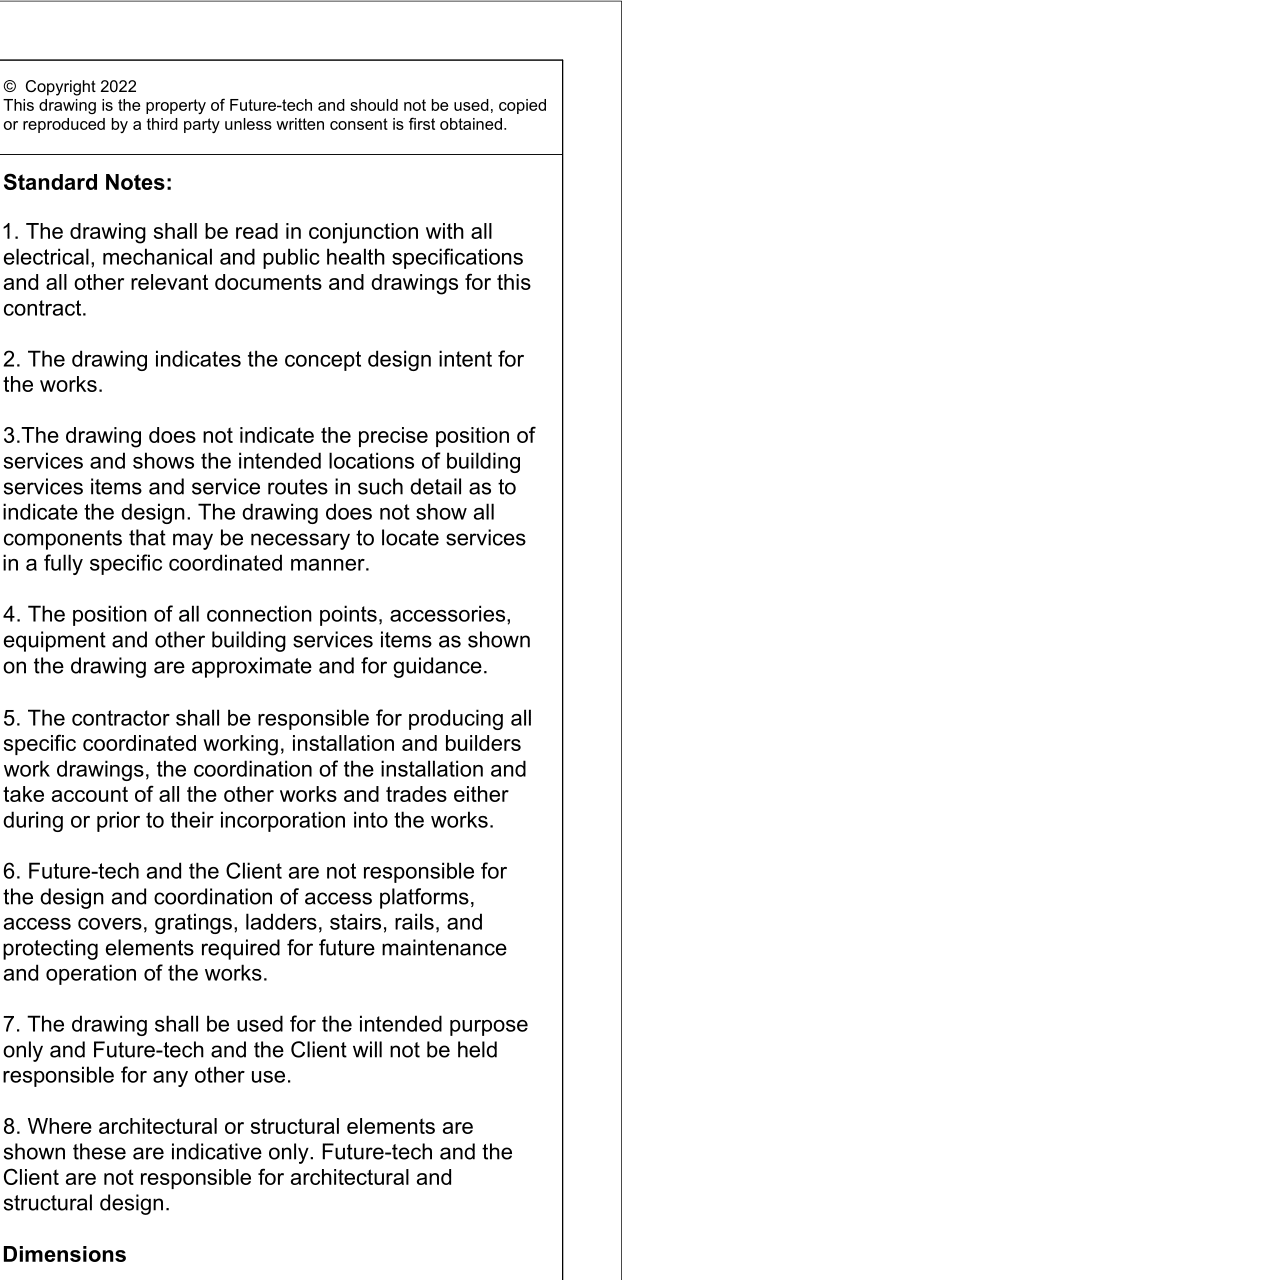 © Copyright 2022
This drawing is the property of Future-tech and should not be used, copied
or reproduced by a third party unless written consent is first obtained.
Standard Notes:
1. The drawing shall be read in conjunction with all
electrical, mechanical and public health specifications
and all other relevant documents and drawings for this
contract.
2. The drawing indicates the concept design intent for
the works.
3.The drawing does not indicate the precise position of
services and shows the intended locations of building
services items and service routes in such detail as to
indicate the design. The drawing does not show all
components that may be necessary to locate services
in a fully specific coordinated manner.
4. The position of all connection points, accessories,
equipment and other building services items as shown
on the drawing are approximate and for guidance.
5. The contractor shall be responsible for producing all
specific coordinated working, installation and builders
work drawings, the coordination of the installation and
take account of all the other works and trades either
during or prior to their incorporation into the works.
6. Future-tech and the Client are not responsible for
the design and coordination of access platforms,
access covers, gratings, ladders, stairs, rails, and
protecting elements required for future maintenance
and operation of the works.
7. The drawing shall be used for the intended purpose
only and Future-tech and the Client will not be held
responsible for any other use.
8. Where architectural or structural elements are
shown these are indicative only. Future-tech and the
Client are not responsible for architectural and
structural design.
Dimensions